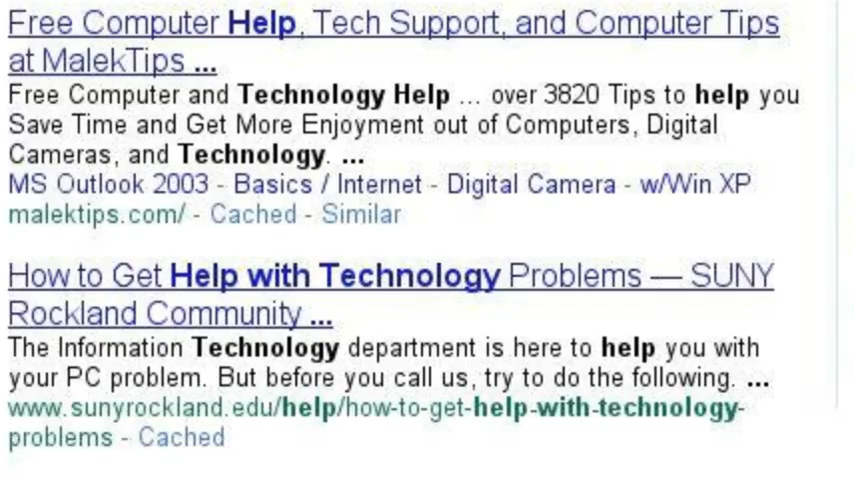 Free Computer Help, Tech Support, and Computer Tips
at MalekTips ...
Free Computer and Technology Help ... over 3820 Tips to help you
Save Time and Get More Enjoyment out of Computers, Digital
Cameras, and Technology. ...
MS Outlook 2003 - Basics / Internet - Digital Camera - w/Win XP
malektips.com/ - Cached - Similar
How to Get Help with Technology Problems — SUNY
Rockland Community ...
The Information Technology department is here to help you with
your PC problem. But before you call us, try to do the following. ...
www.sunyrockland.edu/help/how-to-get-help-with-technology-
problems - Cached